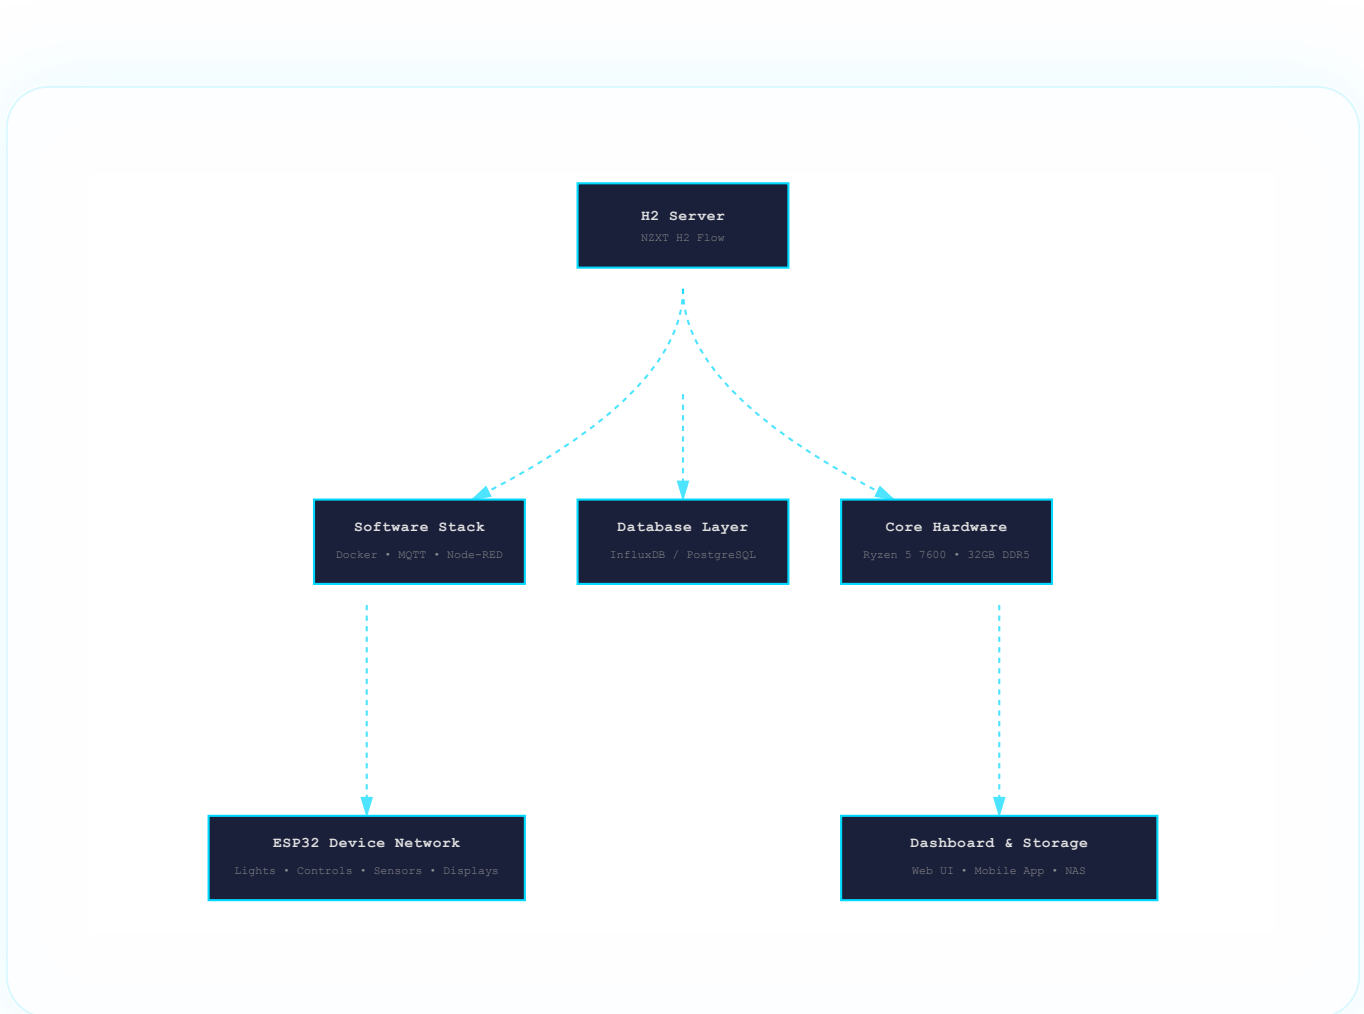 H2 Server
NZXT H2 Flow
Software Stack
Docker • MQTT • Node-RED
Database Layer
InfluxDB / PostgreSQL
Core Hardware
Ryzen 5 7600 • 32GB DDR5
ESP32 Device Network
Lights • Controls • Sensors • Displays
Dashboard & Storage
Web UI • Mobile App • NAS